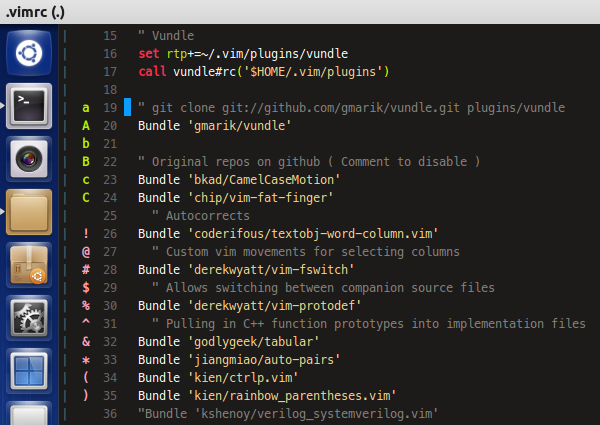 .vimrc (.)
| 15 " Vundle
| 16 set rtp+=~/.vim/plugins/vundle
| 17 call vundle#rc('$HOME/.vim/plugins')
| 18
| a 19 " git clone git://github.com/gmarik/vundle.git plugins/vundle
| A 20 Bundle 'gmarik/vundle'
| b 21
| B 22 " Original repos on github ( Comment to disable )
| c 23 Bundle 'bkad/CamelCaseMotion'
| C 24 Bundle 'chip/vim-fat-finger'
| 25 " Autocorrects
| ! 26 Bundle 'coderifous/textobj-word-column.vim'
| @ 27 " Custom vim movements for selecting columns
| # 28 Bundle 'derekwyatt/vim-fswitch'
| $ 29 " Allows switching between companion source files
| % 30 Bundle 'derekwyatt/vim-protodef'
| ^ 31 " Pulling in C++ function prototypes into implementation files
| & 32 Bundle 'godlygeek/tabular'
| * 33 Bundle 'jiangmiao/auto-pairs'
| ( 34 Bundle 'kien/ctrlp.vim'
| ) 35 Bundle 'kien/rainbow_parentheses.vim'
| 36 "Bundle 'kshenoy/verilog_systemverilog.vim'